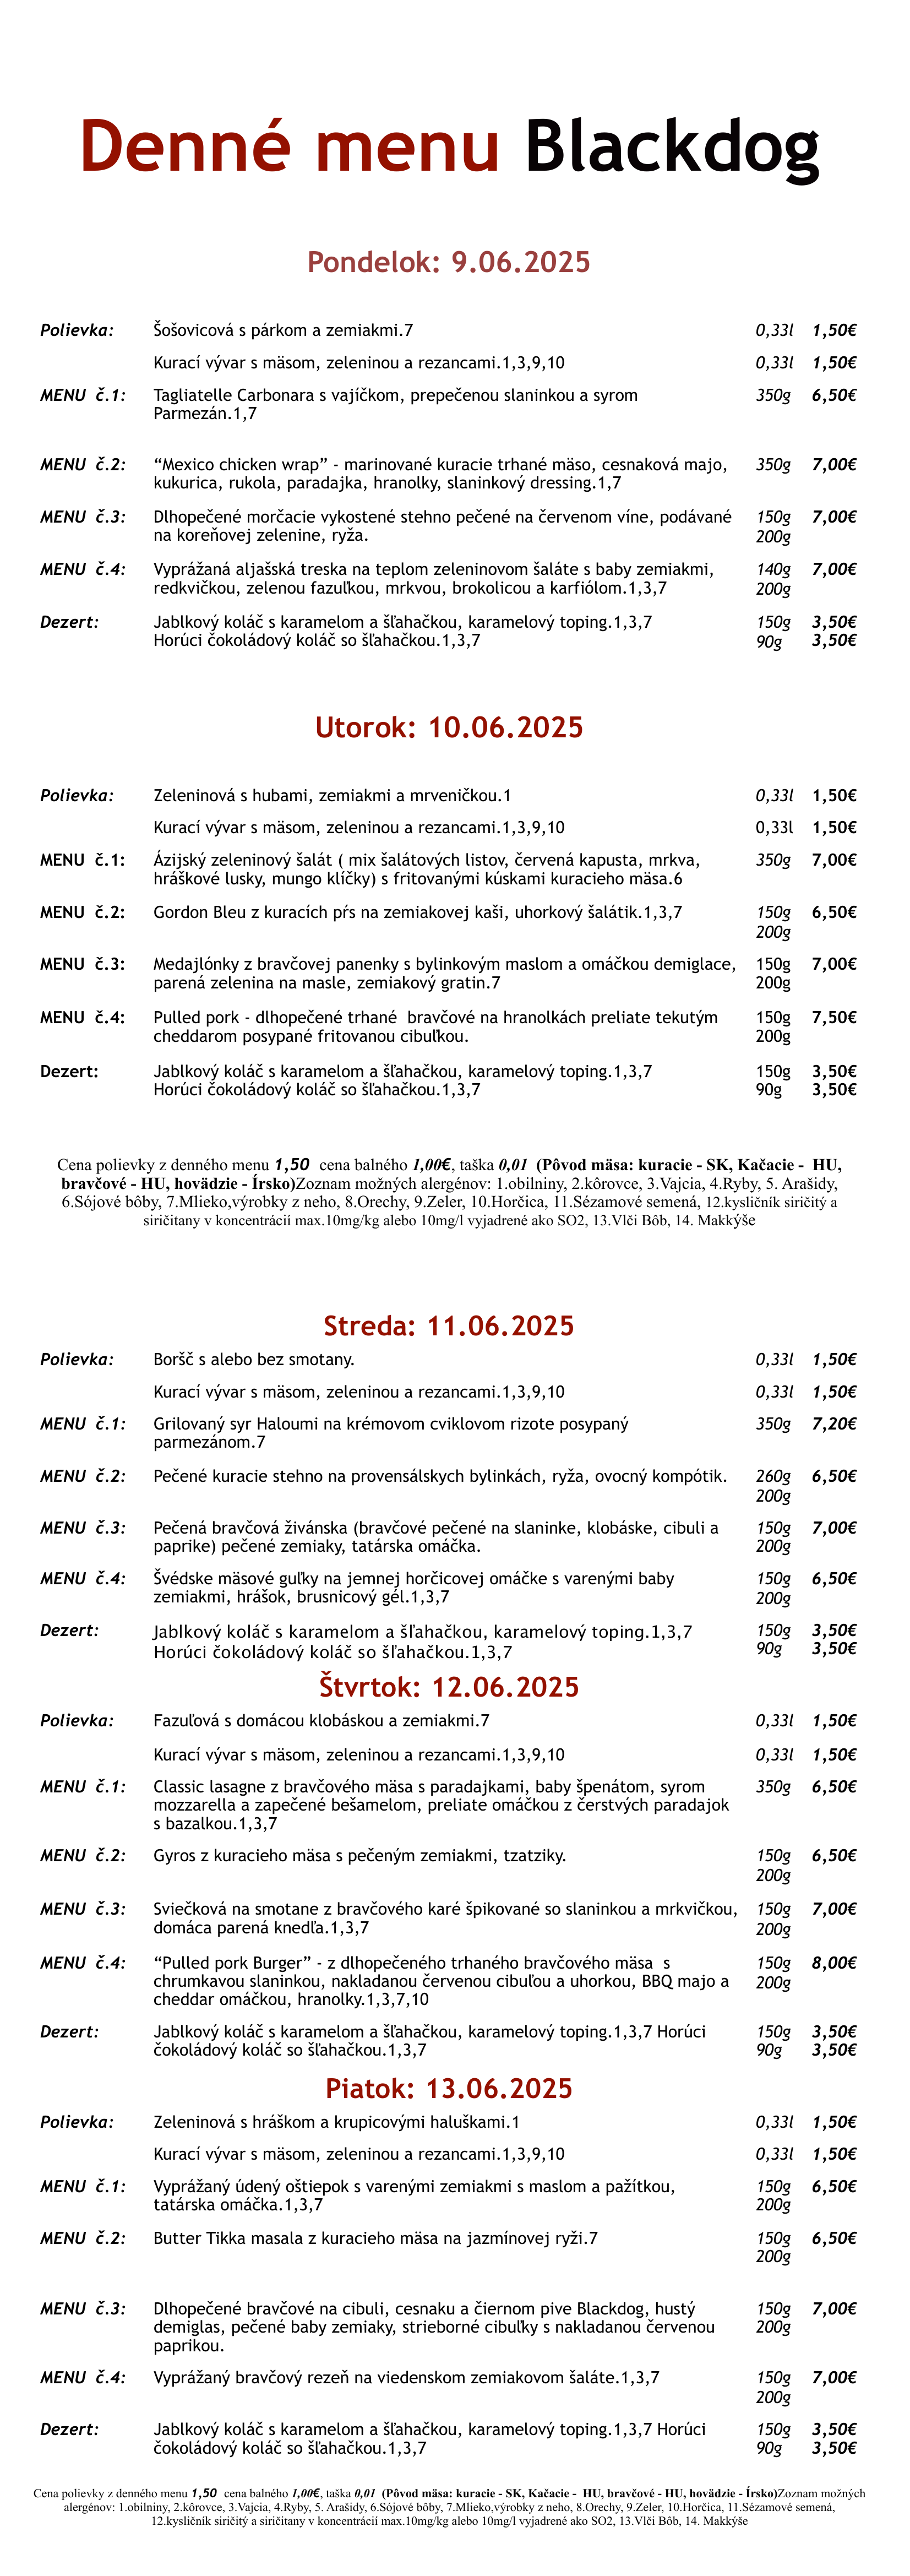 Denné menu Blackdog
Pondelok: 9.06.2025
Polievka: Šošovicová s párkom a zemiakmi.7 0,33l 1,50€
Kurací vývar s mäsom, zeleninou a rezancami.1,3,9,10 0,33l 1,50€
MENU č.1: Tagliatelle Carbonara s vajíčkom, prepečenou slaninkou a syrom 350g 6,50€
Parmezán.1,7
MENU č.2: “Mexico chicken wrap” - marinované kuracie trhané mäso, cesnaková majo, 350g 7,00€
kukurica, rukola, paradajka, hranolky, slaninkový dressing.1,7
MENU č.3: Dlhopečené morčacie vykostené stehno pečené na červenom víne, podávané 150g 7,00€
na koreňovej zelenine, ryža. 200g
MENU č.4: Vyprážaná aljašská treska na teplom zeleninovom šaláte s baby zemiakmi, 140g 7,00€
redkvičkou, zelenou fazuľkou, mrkvou, brokolicou a karfiólom.1,3,7 200g
Dezert: Jablkový koláč s karamelom a šľahačkou, karamelový toping.1,3,7 150g 3,50€
Horúci čokoládový koláč so šľahačkou.1,3,7 90g 3,50€
Utorok: 10.06.2025
Polievka: Zeleninová s hubami, zemiakmi a mrveničkou.1 0,33l 1,50€
Kurací vývar s mäsom, zeleninou a rezancami.1,3,9,10 0,33l 1,50€
MENU č.1: Ázijský zeleninový šalát ( mix šalátových listov, červená kapusta, mrkva, 350g 7,00€
hráškové lusky, mungo klíčky) s fritovanými kúskami kuracieho mäsa.6
MENU č.2: Gordon Bleu z kuracích pŕs na zemiakovej kaši, uhorkový šalátik.1,3,7 150g 6,50€
200g
MENU č.3: Medajlónky z bravčovej panenky s bylinkovým maslom a omáčkou demiglace, 150g 7,00€
parená zelenina na masle, zemiakový gratin.7 200g
MENU č.4: Pulled pork - dlhopečené trhané  bravčové na hranolkách preliate tekutým 150g 7,50€
cheddarom posypané fritovanou cibuľkou. 200g
Dezert: Jablkový koláč s karamelom a šľahačkou, karamelový toping.1,3,7 150g 3,50€
Horúci čokoládový koláč so šľahačkou.1,3,7 90g 3,50€
Cena polievky z denného menu 1,50  cena balného 1,00€, taška 0,01  (Pôvod mäsa: kuracie - SK, Kačacie -  HU,
bravčové - HU, hovädzie - Írsko)Zoznam možných alergénov: 1.obilniny, 2.kôrovce, 3.Vajcia, 4.Ryby, 5. Arašidy,
6.Sójové bôby, 7.Mlieko,výrobky z neho, 8.Orechy, 9.Zeler, 10.Horčica, 11.Sézamové semená, 12.kysličník siričitý a
siričitany v koncentrácií max.10mg/kg alebo 10mg/l vyjadrené ako SO2, 13.Vlči Bôb, 14. Makkýše
Streda: 11.06.2025
Polievka: Boršč s alebo bez smotany. 0,33l 1,50€
Kurací vývar s mäsom, zeleninou a rezancami.1,3,9,10 0,33l 1,50€
MENU č.1: Grilovaný syr Haloumi na krémovom cviklovom rizote posypaný 350g 7,20€
parmezánom.7
MENU č.2: Pečené kuracie stehno na provensálskych bylinkách, ryža, ovocný kompótik. 260g 6,50€
200g
MENU č.3: Pečená bravčová živánska (bravčové pečené na slaninke, klobáske, cibuli a 150g 7,00€
paprike) pečené zemiaky, tatárska omáčka. 200g
MENU č.4: Švédske mäsové guľky na jemnej horčicovej omáčke s varenými baby 150g 6,50€
zemiakmi, hrášok, brusnicový gél.1,3,7 200g
Dezert: Jablkový koláč s karamelom a šľahačkou, karamelový toping.1,3,7 150g 3,50€
Horúci čokoládový koláč so šľahačkou.1,3,7 90g 3,50€
Štvrtok: 12.06.2025
Polievka: Fazuľová s domácou klobáskou a zemiakmi.7 0,33l 1,50€
Kurací vývar s mäsom, zeleninou a rezancami.1,3,9,10 0,33l 1,50€
MENU č.1: Classic lasagne z bravčového mäsa s paradajkami, baby špenátom, syrom 350g 6,50€
mozzarella a zapečené bešamelom, preliate omáčkou z čerstvých paradajok
s bazalkou.1,3,7
MENU č.2: Gyros z kuracieho mäsa s pečeným zemiakmi, tzatziky. 150g 6,50€
200g
MENU č.3: Sviečková na smotane z bravčového karé špikované so slaninkou a mrkvičkou, 150g 7,00€
domáca parená knedľa.1,3,7 200g
MENU č.4: “Pulled pork Burger” - z dlhopečeného trhaného bravčového mäsa  s 150g 8,00€
chrumkavou slaninkou, nakladanou červenou cibuľou a uhorkou, BBQ majo a 200g
cheddar omáčkou, hranolky.1,3,7,10
Dezert: Jablkový koláč s karamelom a šľahačkou, karamelový toping.1,3,7 Horúci 150g 3,50€
čokoládový koláč so šľahačkou.1,3,7 90g 3,50€
Piatok: 13.06.2025
Polievka: Zeleninová s hráškom a krupicovými haluškami.1 0,33l 1,50€
Kurací vývar s mäsom, zeleninou a rezancami.1,3,9,10 0,33l 1,50€
MENU č.1: Vyprážaný údený oštiepok s varenými zemiakmi s maslom a pažítkou, 150g 6,50€
tatárska omáčka.1,3,7 200g
MENU č.2: Butter Tikka masala z kuracieho mäsa na jazmínovej ryži.7 150g 6,50€
200g
MENU č.3: Dlhopečené bravčové na cibuli, cesnaku a čiernom pive Blackdog, hustý 150g 7,00€
demiglas, pečené baby zemiaky, strieborné cibuľky s nakladanou červenou 200g
paprikou.
MENU č.4: Vyprážaný bravčový rezeň na viedenskom zemiakovom šaláte.1,3,7 150g 7,00€
200g
Dezert: Jablkový koláč s karamelom a šľahačkou, karamelový toping.1,3,7 Horúci 150g 3,50€
čokoládový koláč so šľahačkou.1,3,7 90g 3,50€
Cena polievky z denného menu 1,50  cena balného 1,00€, taška 0,01  (Pôvod mäsa: kuracie - SK, Kačacie -  HU, bravčové - HU, hovädzie - Írsko)Zoznam možných
alergénov: 1.obilniny, 2.kôrovce, 3.Vajcia, 4.Ryby, 5. Arašidy, 6.Sójové bôby, 7.Mlieko,výrobky z neho, 8.Orechy, 9.Zeler, 10.Horčica, 11.Sézamové semená,
12.kysličník siričitý a siričitany v koncentrácií max.10mg/kg alebo 10mg/l vyjadrené ako SO2, 13.Vlči Bôb, 14. Makkýše